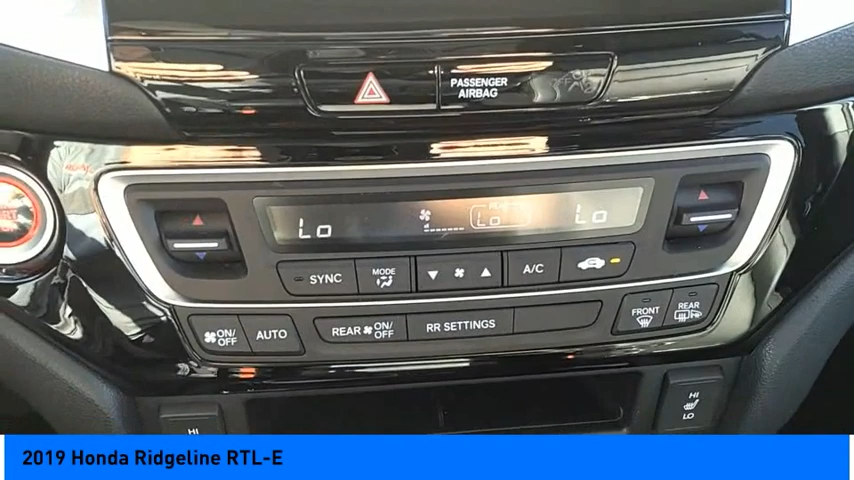 PASSENGER
AIRBAG
Lo
Lo
Lo
SYNC
MODE
A/C
ON/
OFF
AUTO
REAR ON/
OFF
RR SETTINGS
FRONT
REAR
HI
HI
LO
2019 Honda Ridgeline RTL-E